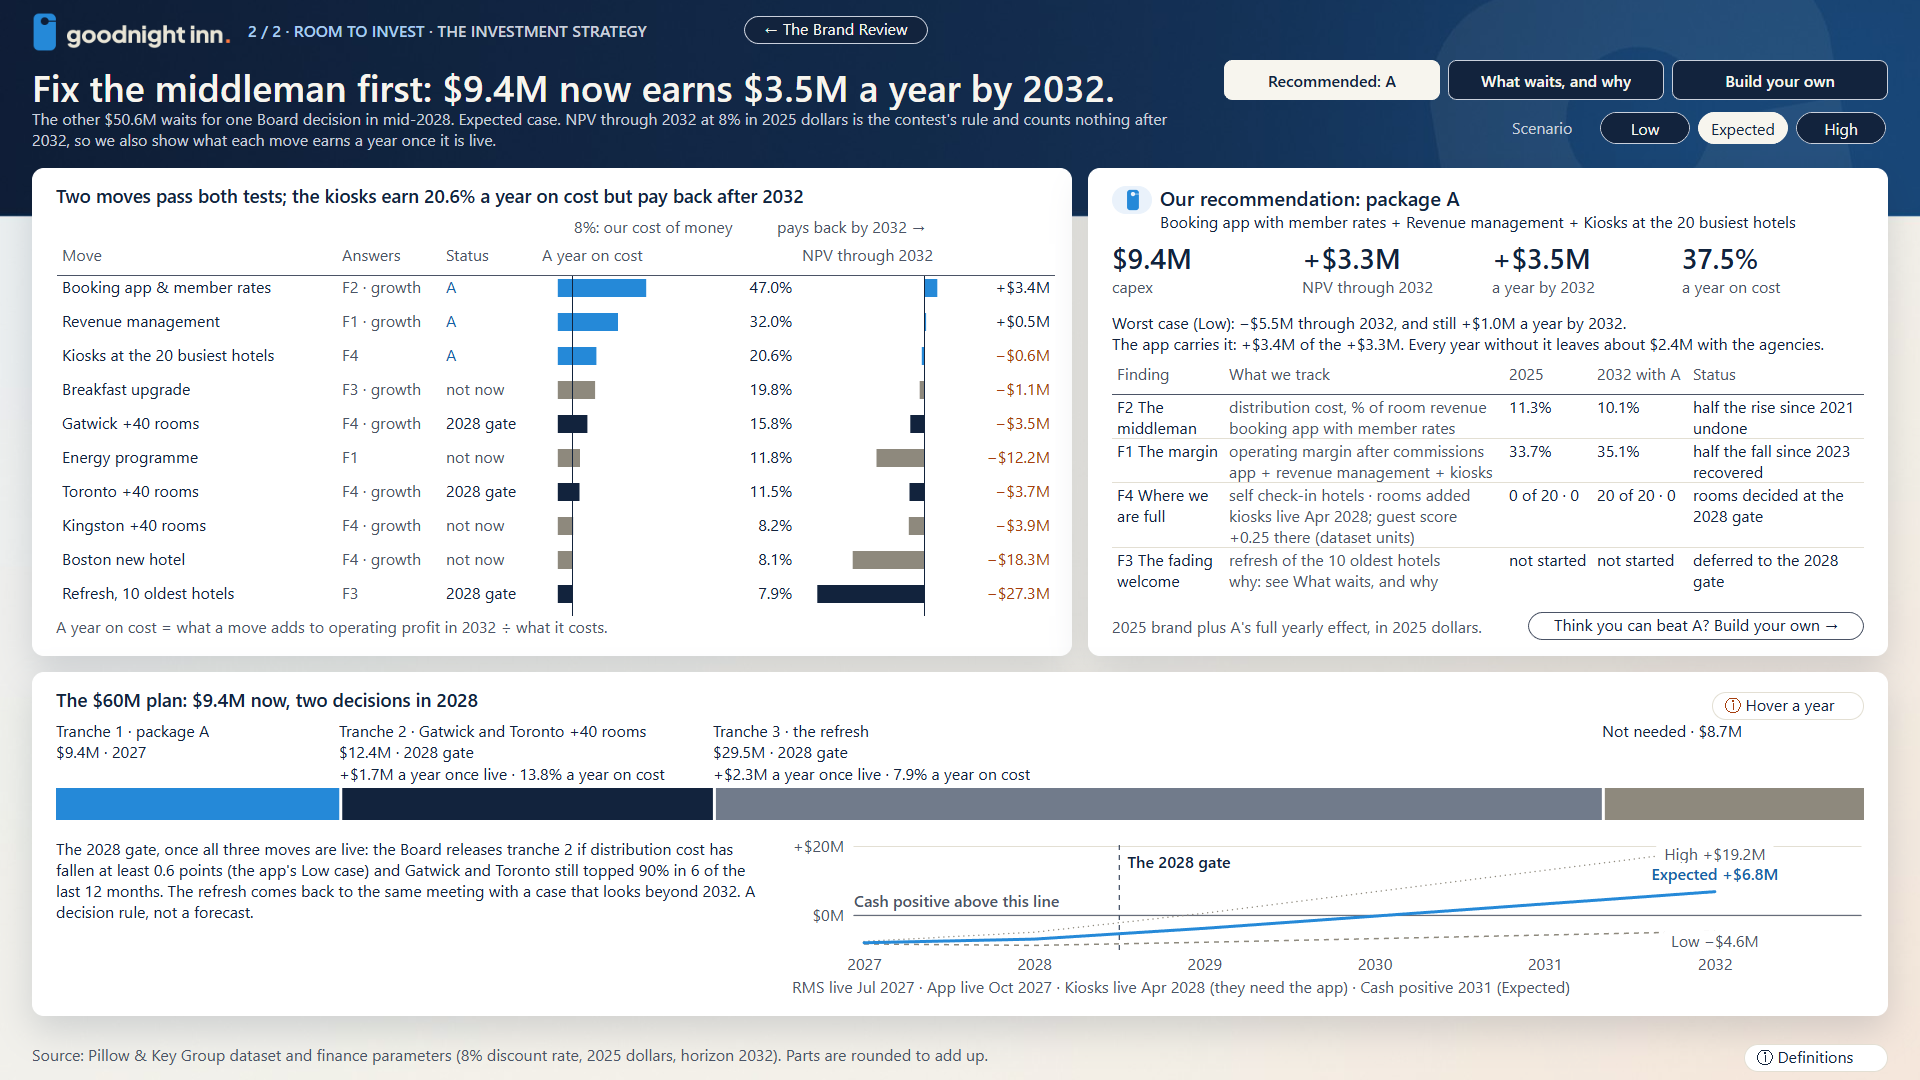 goodnight inn.
2 / 2 · ROOM TO INVEST · THE INVESTMENT STRATEGY
← The Brand Review
Fix the middleman first: $9.4M now earns $3.5M a year by 2032.
The other $50.6M waits for one Board decision in mid-2028. Expected case. NPV through 2032 at 8% in 2025 dollars is the contest's rule and counts nothing after
2032, so we also show what each move earns a year once it is live.
Recommended: A
What waits, and why
Build your own
Scenario
Low
Expected
High
Two moves pass both tests; the kiosks earn 20.6% a year on cost but pay back after 2032
8%: our cost of money
pays back by 2032 →
Move Answers Status A year on cost NPV through 2032
Booking app & member rates F2 · growth A 47.0% +$3.4M
Revenue management F1 · growth A 32.0% +$0.5M
Kiosks at the 20 busiest hotels F4 A 20.6% −$0.6M
Breakfast upgrade F3 · growth not now 19.8% −$1.1M
Gatwick +40 rooms F4 · growth 2028 gate 15.8% −$3.5M
Energy programme F1 not now 11.8% −$12.2M
Toronto +40 rooms F4 · growth 2028 gate 11.5% −$3.7M
Kingston +40 rooms F4 · growth not now 8.2% −$3.9M
Boston new hotel F4 · growth not now 8.1% −$18.3M
Refresh, 10 oldest hotels F3 2028 gate 7.9% −$27.3M
A year on cost = what a move adds to operating profit in 2032 ÷ what it costs.
Our recommendation: package A
Booking app with member rates + Revenue management + Kiosks at the 20 busiest hotels
$9.4M +$3.3M +$3.5M 37.5%
capex NPV through 2032 a year by 2032 a year on cost
Worst case (Low): −$5.5M through 2032, and still +$1.0M a year by 2032.
The app carries it: +$3.4M of the +$3.3M. Every year without it leaves about $2.4M with the agencies.
Finding What we track 2025 2032 with A Status
F2 The distribution cost, % of room revenue 11.3% 10.1% half the rise since 2021
middleman booking app with member rates undone
F1 The margin operating margin after commissions 33.7% 35.1% half the fall since 2023
app + revenue management + kiosks recovered
F4 Where we self check-in hotels · rooms added 0 of 20 · 0 20 of 20 · 0 rooms decided at the
are full kiosks live Apr 2028; guest score 2028 gate
+0.25 there (dataset units)
F3 The fading refresh of the 10 oldest hotels not started not started deferred to the 2028
welcome why: see What waits, and why gate
2025 brand plus A's full yearly effect, in 2025 dollars.
Think you can beat A? Build your own →
The $60M plan: $9.4M now, two decisions in 2028
ⓘ Hover a year
Tranche 1 · package A
$9.4M · 2027
Tranche 2 · Gatwick and Toronto +40 rooms
$12.4M · 2028 gate
+$1.7M a year once live · 13.8% a year on cost
Tranche 3 · the refresh
$29.5M · 2028 gate
+$2.3M a year once live · 7.9% a year on cost
Not needed · $8.7M
The 2028 gate, once all three moves are live: the Board releases tranche 2 if distribution cost has
fallen at least 0.6 points (the app's Low case) and Gatwick and Toronto still topped 90% in 6 of the
last 12 months. The refresh comes back to the same meeting with a case that looks beyond 2032. A
decision rule, not a forecast.
+$20M
The 2028 gate
High +$19.2M
Expected +$6.8M
Cash positive above this line
$0M
Low −$4.6M
2027 2028 2029 2030 2031 2032
RMS live Jul 2027 · App live Oct 2027 · Kiosks live Apr 2028 (they need the app) · Cash positive 2031 (Expected)
Source: Pillow & Key Group dataset and finance parameters (8% discount rate, 2025 dollars, horizon 2032). Parts are rounded to add up.
ⓘ Definitions